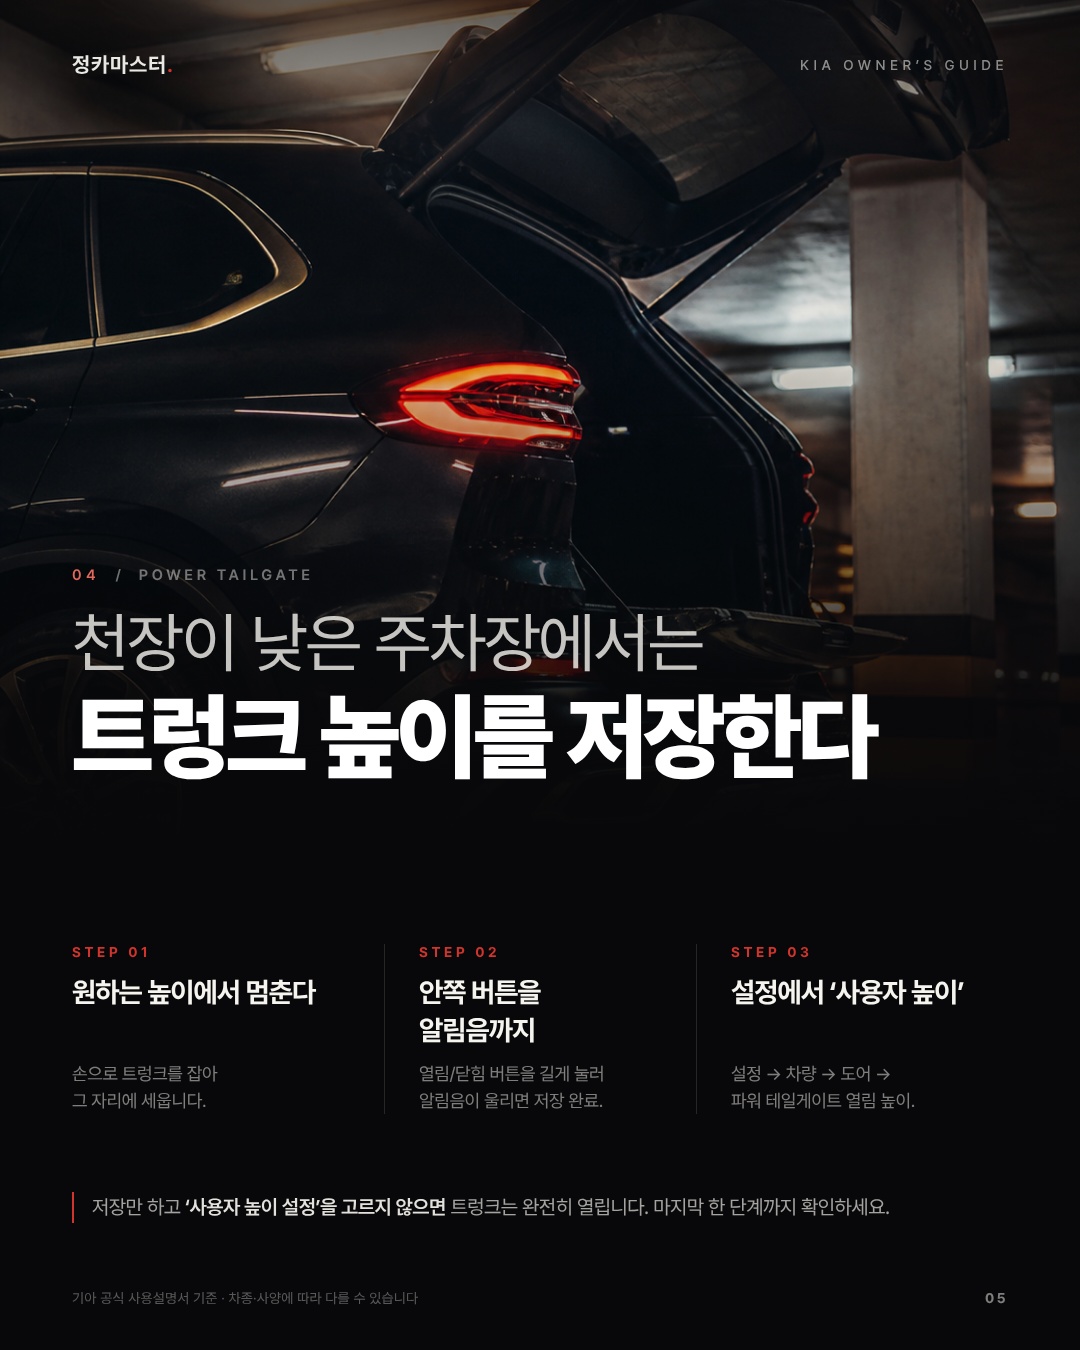 정카마스터.
KIA OWNER’S GUIDE
04 / POWER TAILGATE
천장이 낮은 주차장에서는
트렁크 높이를 저장한다
STEP 01
원하는 높이에서 멈춘다
손으로 트렁크를 잡아
그 자리에 세웁니다.
STEP 02
안쪽 버튼을
알림음까지
열림/닫힘 버튼을 길게 눌러
알림음이 울리면 저장 완료.
STEP 03
설정에서 ‘사용자 높이’
설정 → 차량 → 도어 →
파워 테일게이트 열림 높이.
저장만 하고 ‘사용자 높이 설정’을 고르지 않으면 트렁크는 완전히 열립니다. 마지막 한 단계까지 확인하세요.
기아 공식 사용설명서 기준 · 차종·사양에 따라 다를 수 있습니다
05